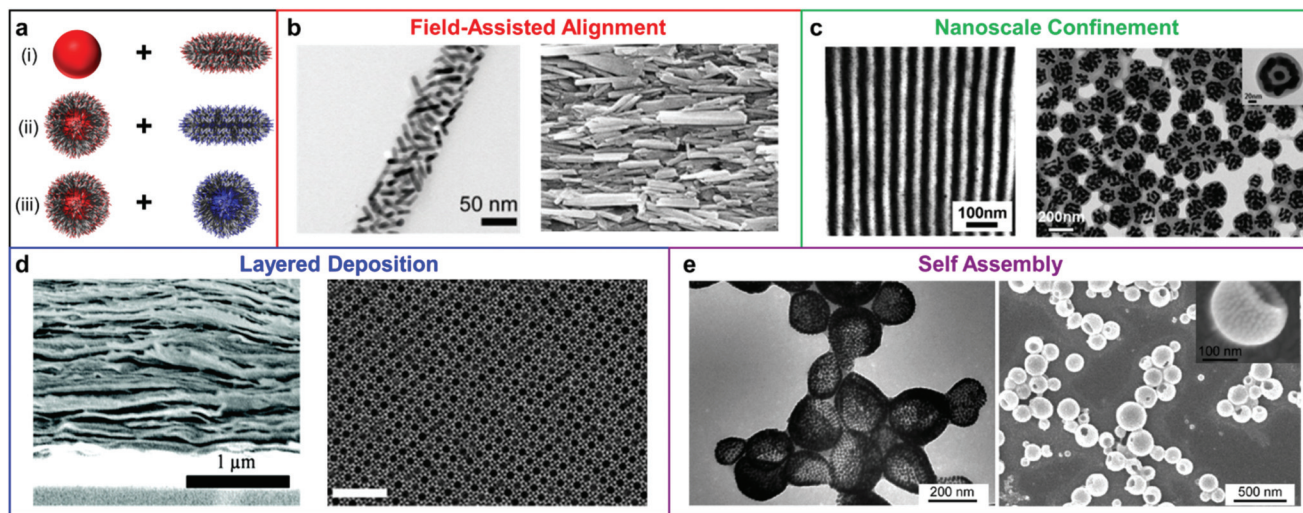 a
(i)
+
(ii)
+
(iii)
+
b
Field-Assisted Alignment
50 nm
c
Nanoscale Confinement
100nm
20nm
200nm
d
Layered Deposition
1 μm
e
Self Assembly
200 nm
100 nm
500 nm